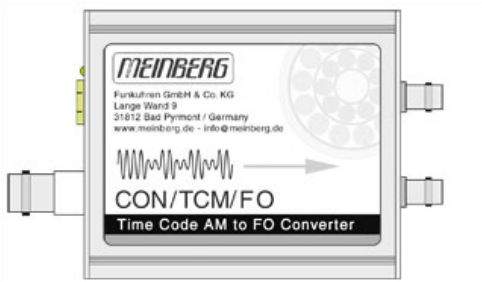 MEINBERG
Funkuhren GmbH & Co. KG
Lange Wand 9
31812 Bad Pyrmont / Germany
www.meinberg.de - info@meinberg.de
CON/TCM/FO
Time Code AM to FO Converter